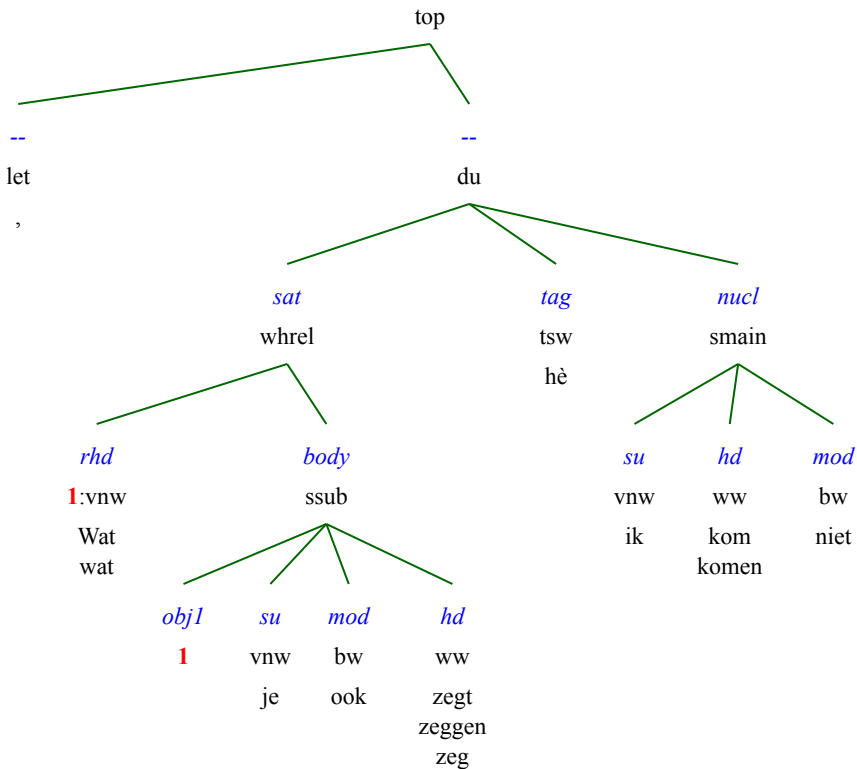 top
-- --
let du
,
sat tag nucl
whrel tsw smain
hè
rhd body su hd mod
1:vnw ssub vnw ww bw
Wat ik kom niet
wat komen
obj1 su mod hd
1 vnw bw ww
je ook zegt
zeggen
zeg